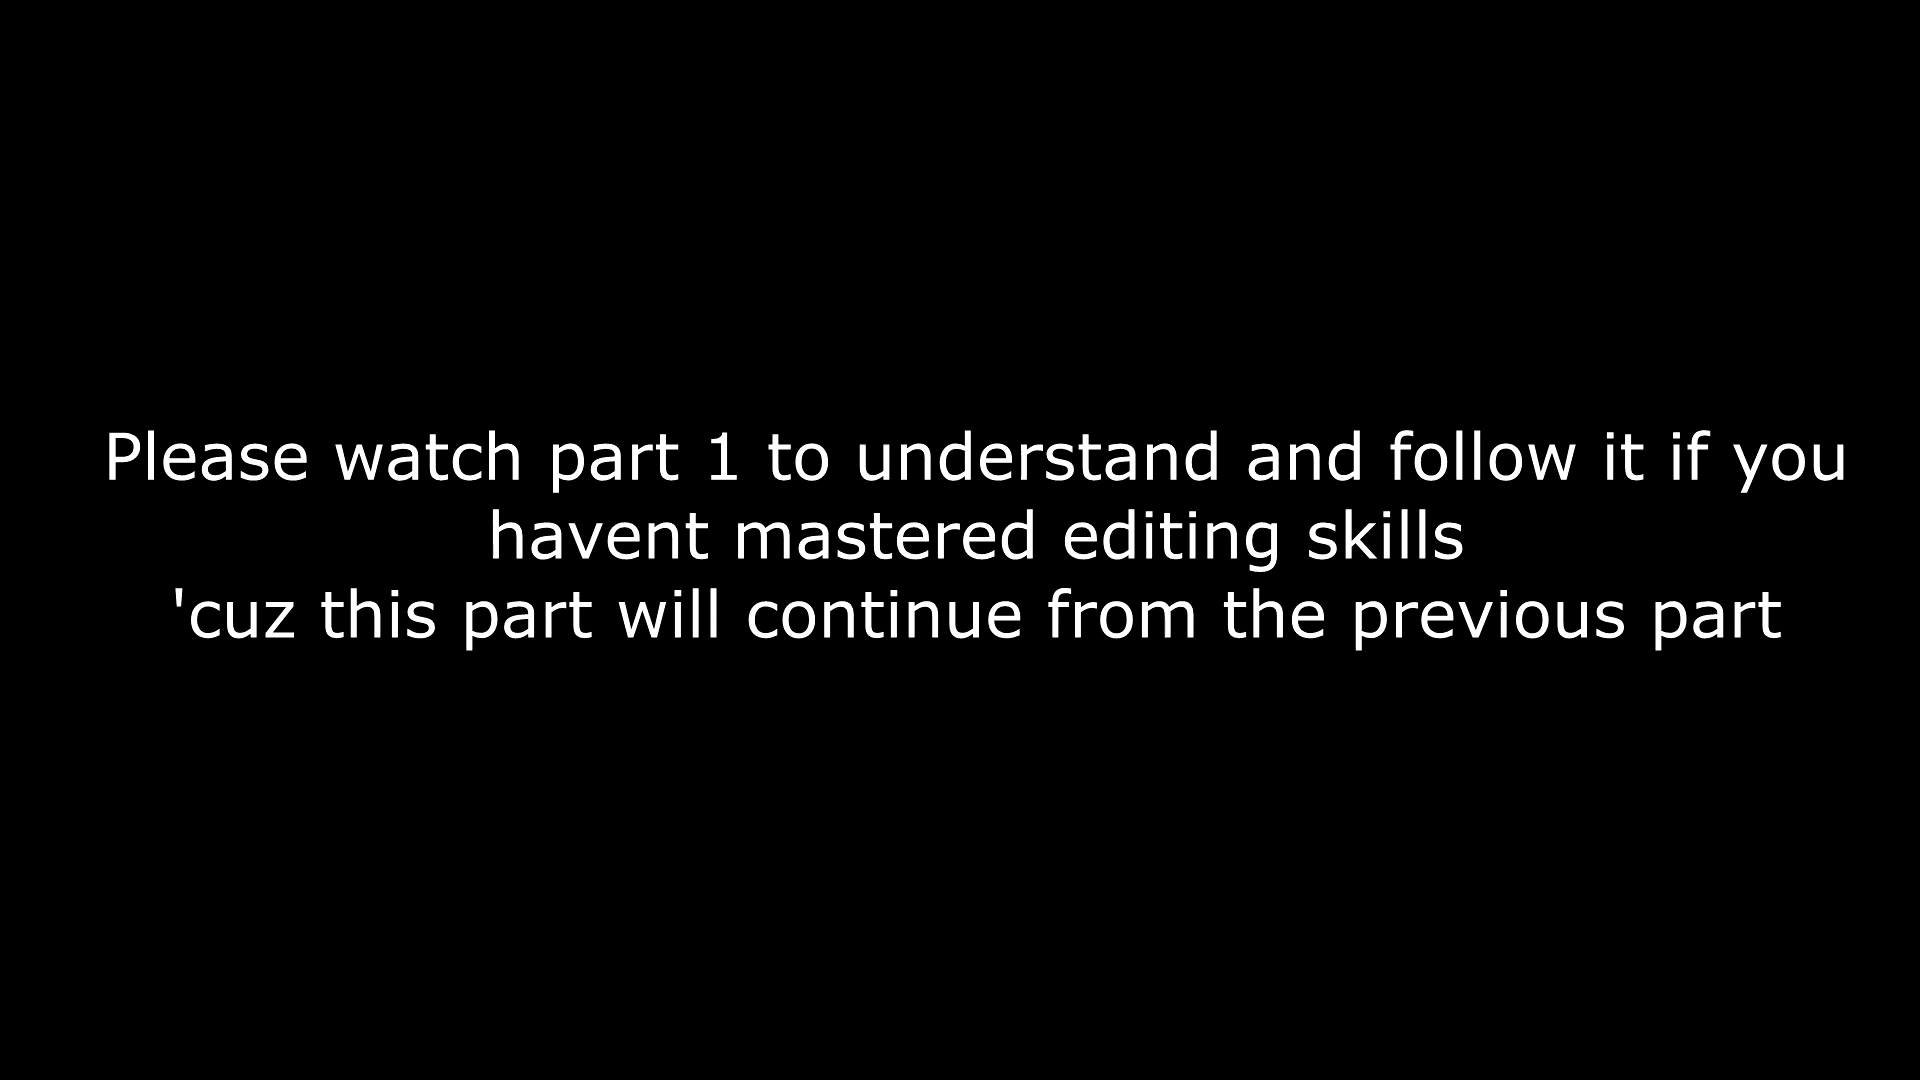 Please watch part 1 to understand and follow it if you
havent mastered editing skills
'cuz this part will continue from the previous part